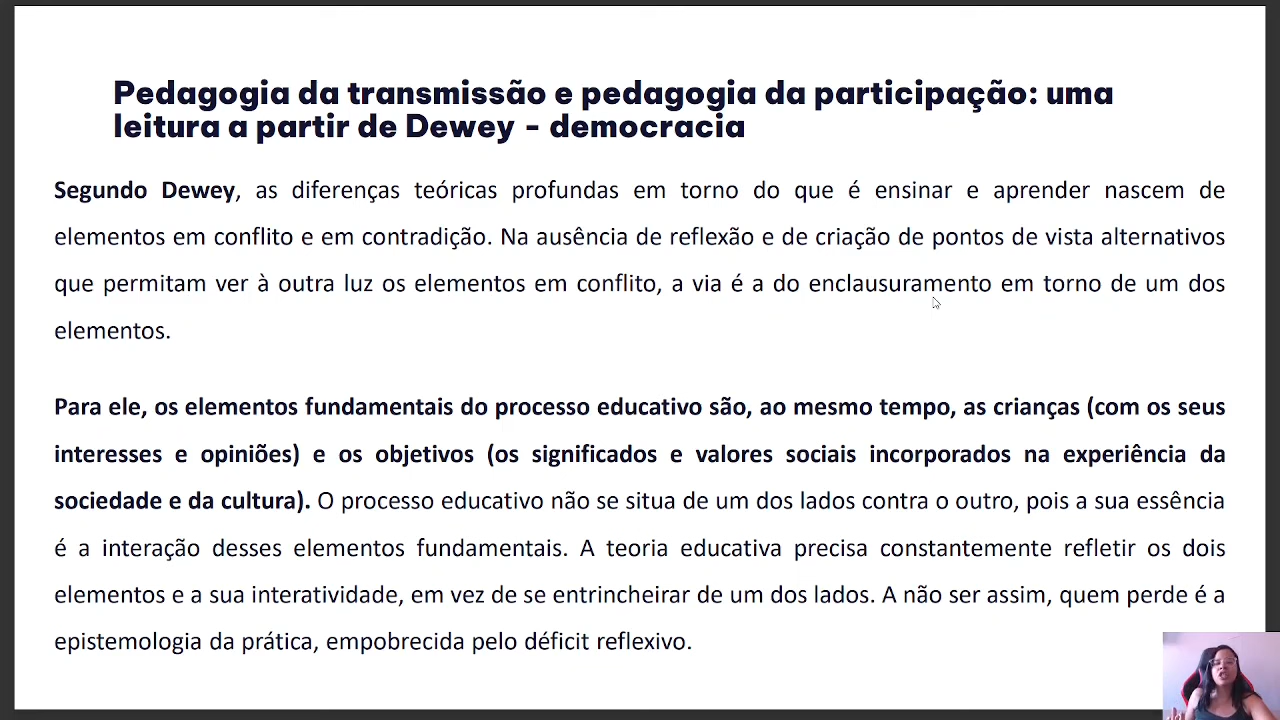 Pedagogia da transmissão e pedagogia da participação: uma
leitura a partir de Dewey - democracia
Segundo Dewey, as diferenças teóricas profundas em torno do que é ensinar e aprender nascem de
elementos em conflito e em contradição. Na ausência de reflexão e de criação de pontos de vista alternativos
que permitam ver à outra luz os elementos em conflito, a via é a do enclausuramento em torno de um dos
elementos.
Para ele, os elementos fundamentais do processo educativo são, ao mesmo tempo, as crianças (com os seus
interesses e opiniões) e os objetivos (os significados e valores sociais incorporados na experiência da
sociedade e da cultura). O processo educativo não se situa de um dos lados contra o outro, pois a sua essência
é a interação desses elementos fundamentais. A teoria educativa precisa constantemente refletir os dois
elementos e a sua interatividade, em vez de se entrincheirar de um dos lados. A não ser assim, quem perde é a
epistemologia da prática, empobrecida pelo déficit reflexivo.